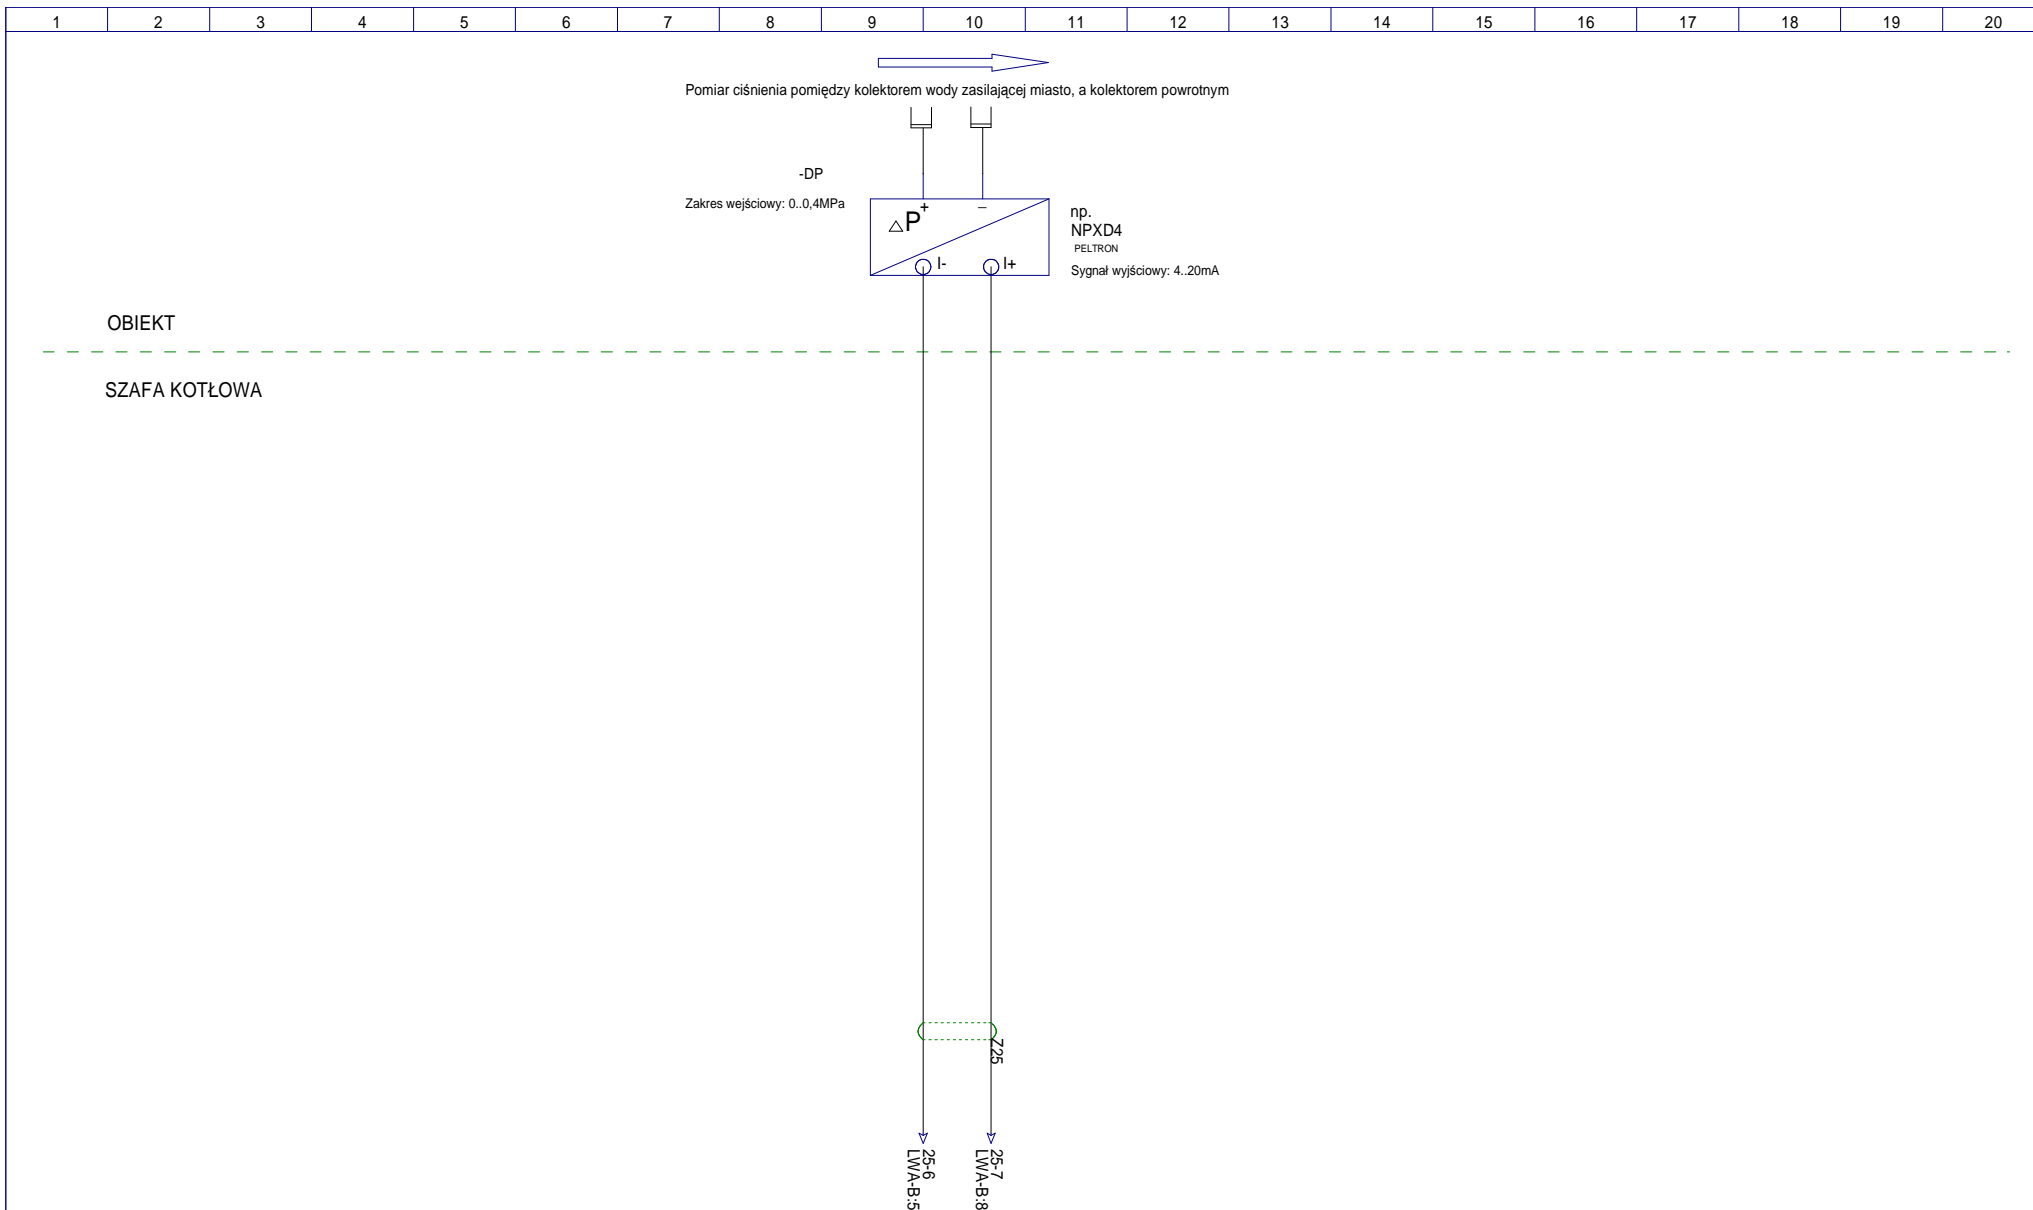 1 2 3 4 5 6 7 8 9 10 11 12 13 14 15 16 17 18 19 20
Pomiar ciśnienia pomiędzy kolektorem wody zasilającej miasto, a kolektorem powrotnym
-DP
Zakres wejściowy: 0..0,4MPa
+ –
△P
I- I+
np.
NPXD4
PELTRON
Sygnał wyjściowy: 4..20mA
OBIEKT
SZAFA KOTŁOWA
Z25
25-6
LWA-B:5
25-7
LWA-B:8